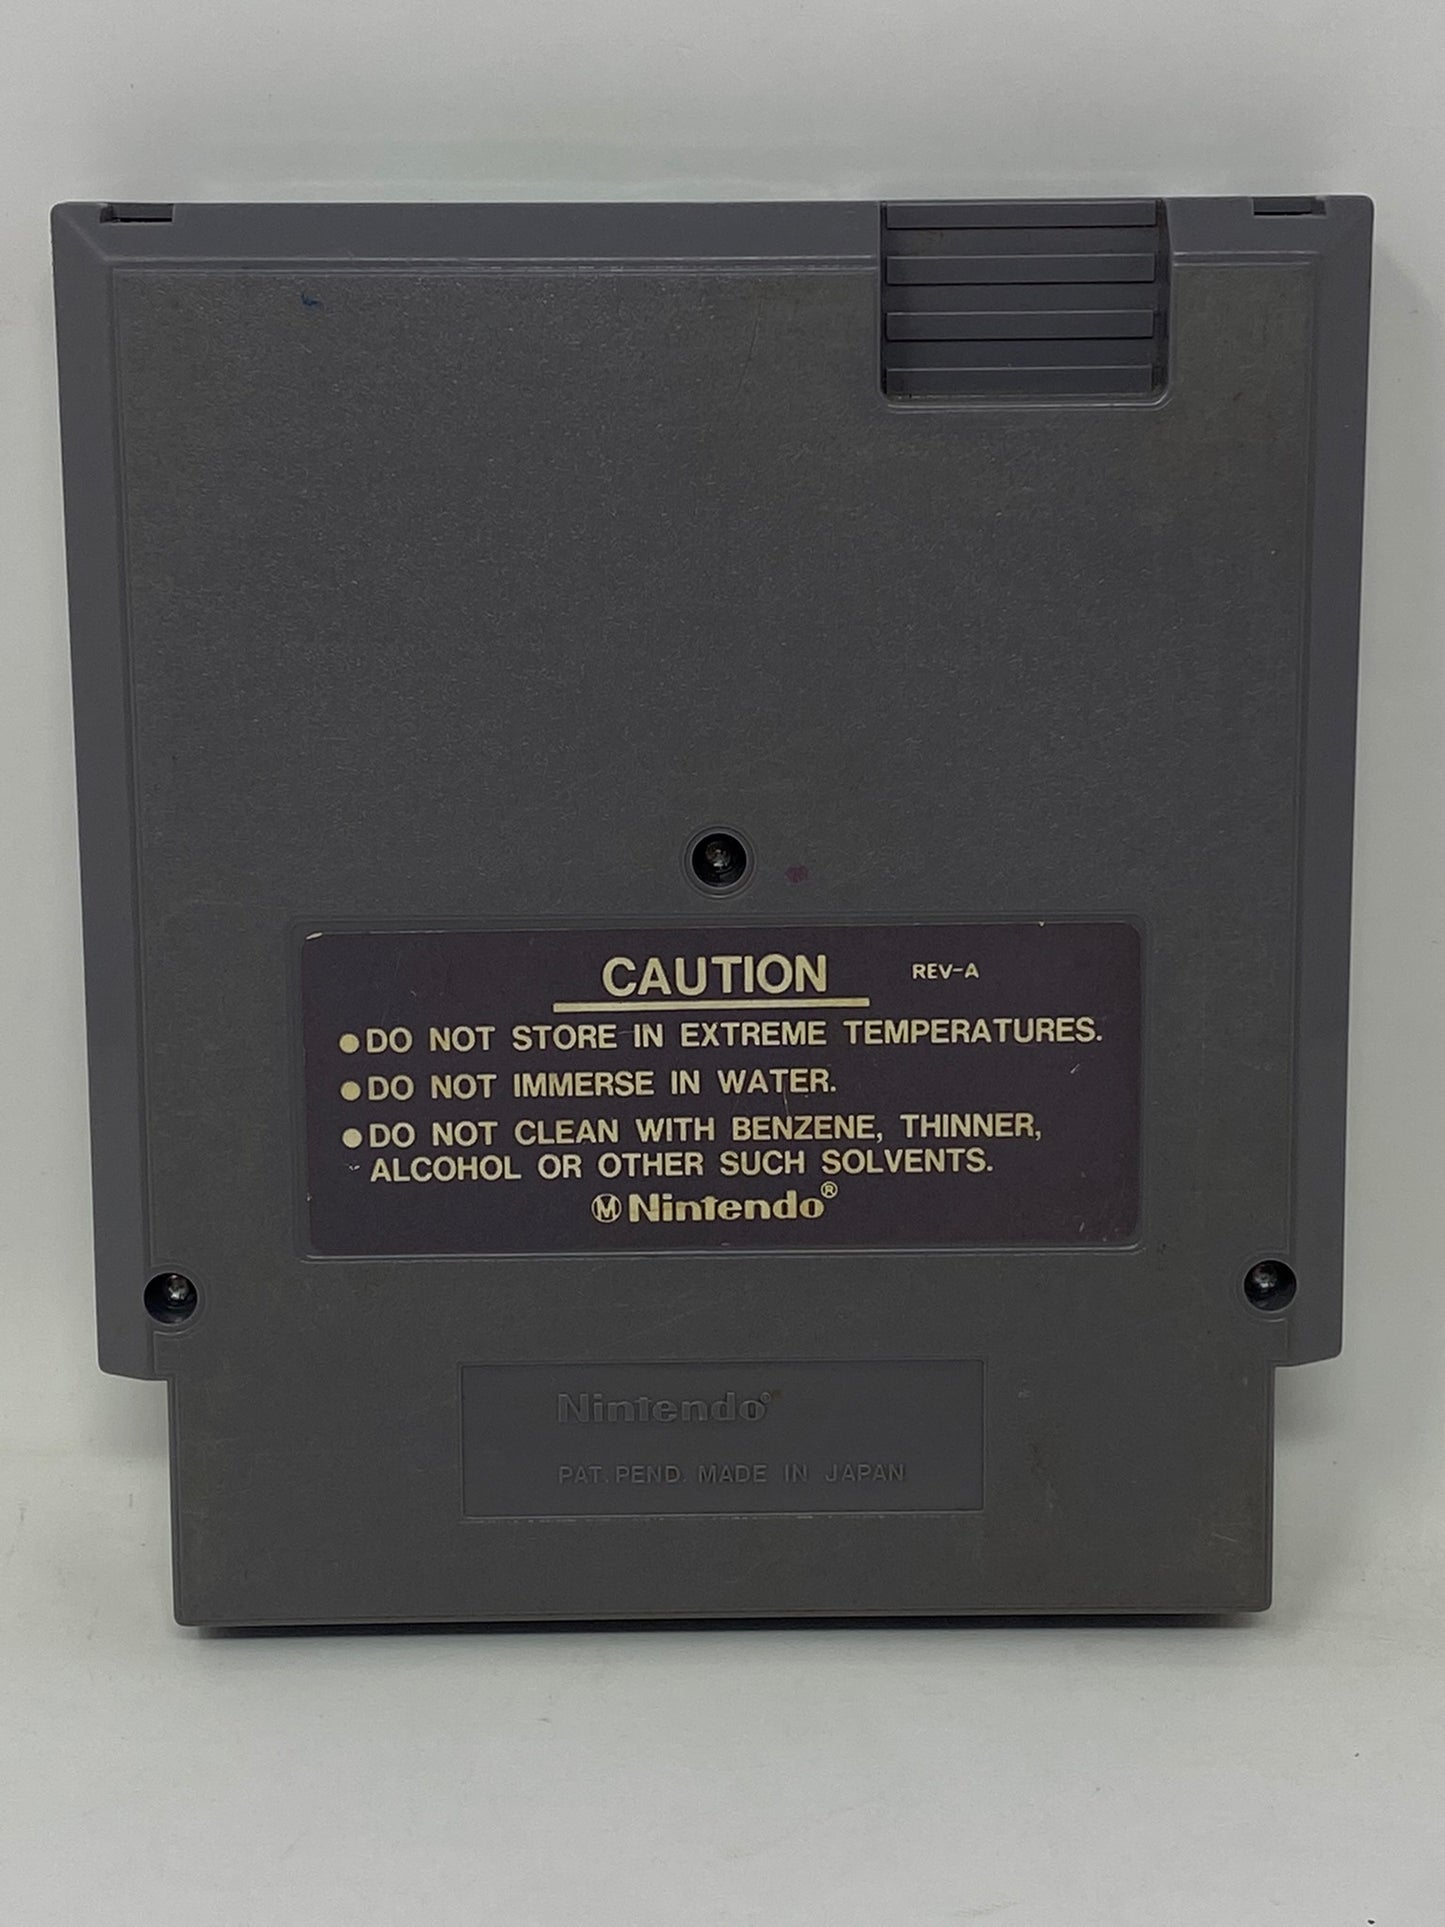 CAUTION REV-A
●DO NOT STORE IN EXTREME TEMPERATURES.
●DO NOT IMMERSE IN WATER.
●DO NOT CLEAN WITH BENZENE, THINNER,
ALCOHOL OR OTHER SUCH SOLVENTS.
Ⓜ Nintendo®
Nintendo®
PAT. PEND. MADE IN JAPAN